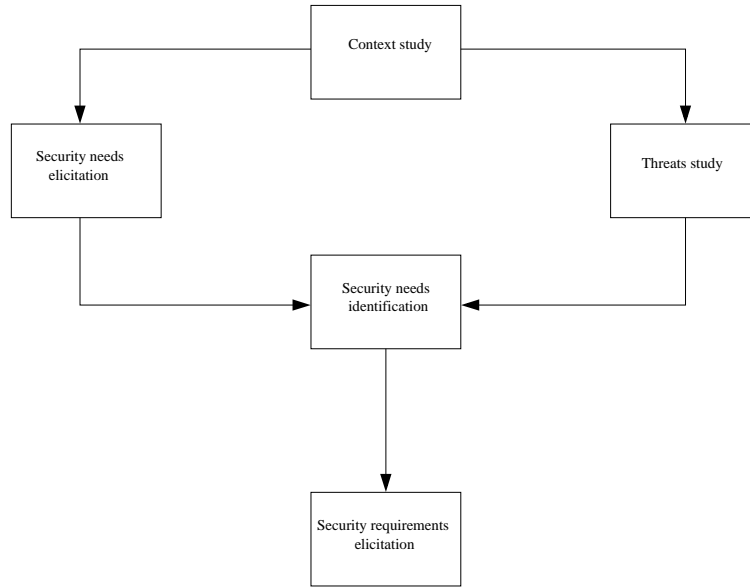 Context study
Security needs
elicitation
Threats study
Security needs
identification
Security requirements
elicitation